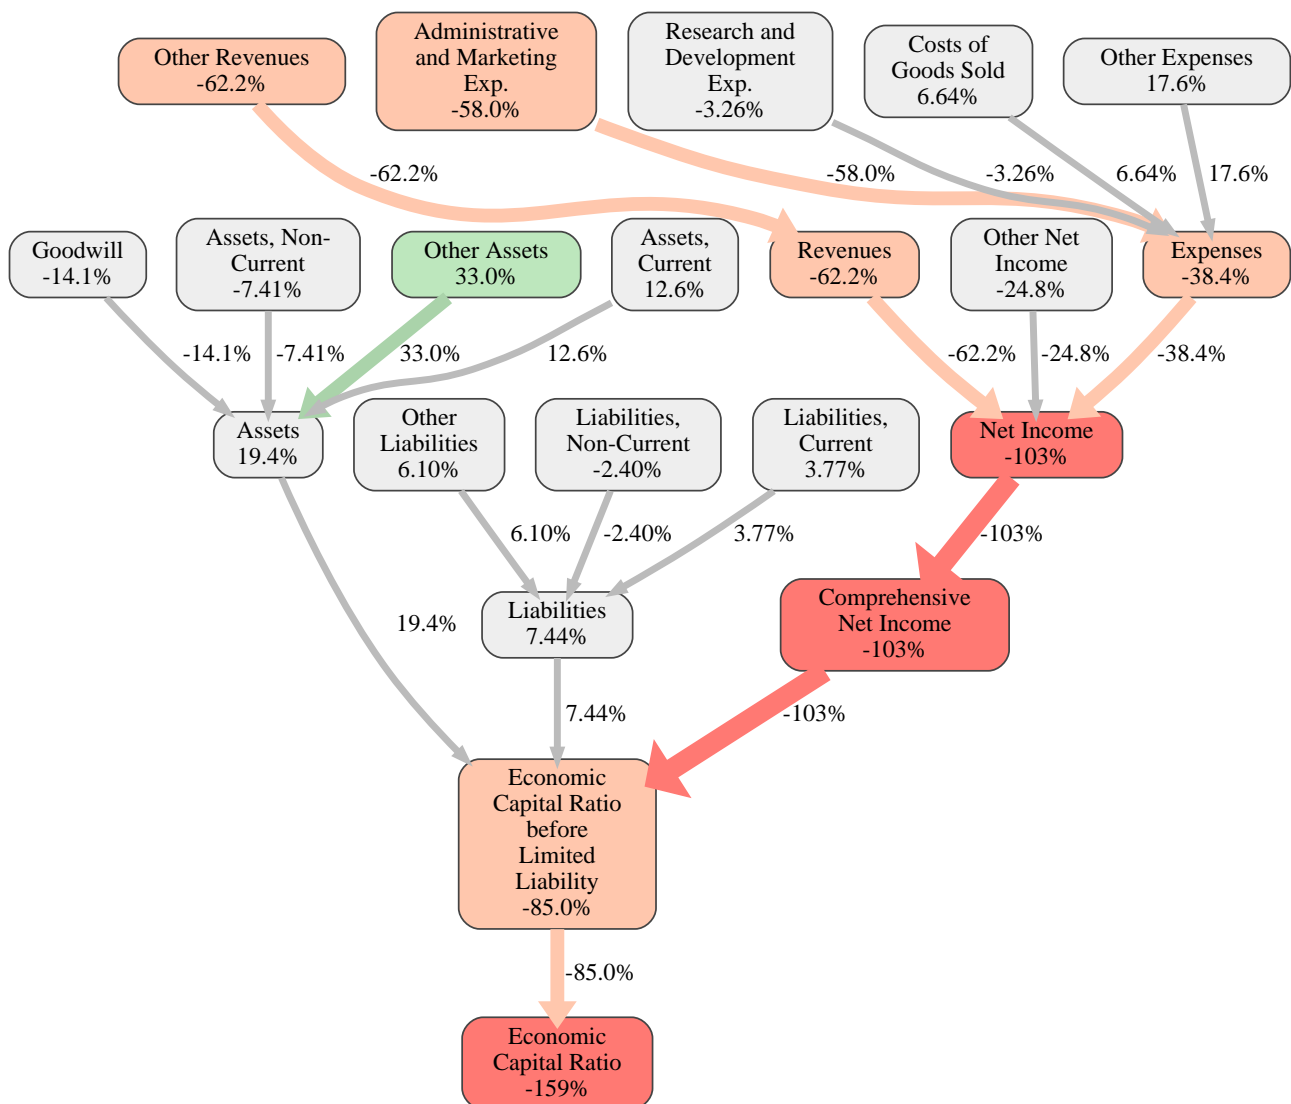 Other Revenues
-62.2%
Administrative
and Marketing
Exp.
-58.0%
Research and
Development
Exp.
-3.26%
Costs of
Goods Sold
6.64%
Other Expenses
17.6%
-62.2%
-58.0%
-3.26%
6.64%
17.6%
Goodwill
-14.1%
Assets, Non-
Current
-7.41%
Other Assets
33.0%
Assets,
Current
12.6%
Revenues
-62.2%
Other Net
Income
-24.8%
Expenses
-38.4%
-14.1%
-7.41%
33.0%
12.6%
-62.2%
-24.8%
-38.4%
Assets
19.4%
Other
Liabilities
6.10%
Liabilities,
Non-Current
-2.40%
Liabilities,
Current
3.77%
Net Income
-103%
6.10%
-2.40%
3.77%
-103%
19.4%
Liabilities
7.44%
Comprehensive
Net Income
-103%
7.44%
-103%
Economic
Capital Ratio
before
Limited
Liability
-85.0%
-85.0%
Economic
Capital Ratio
-159%